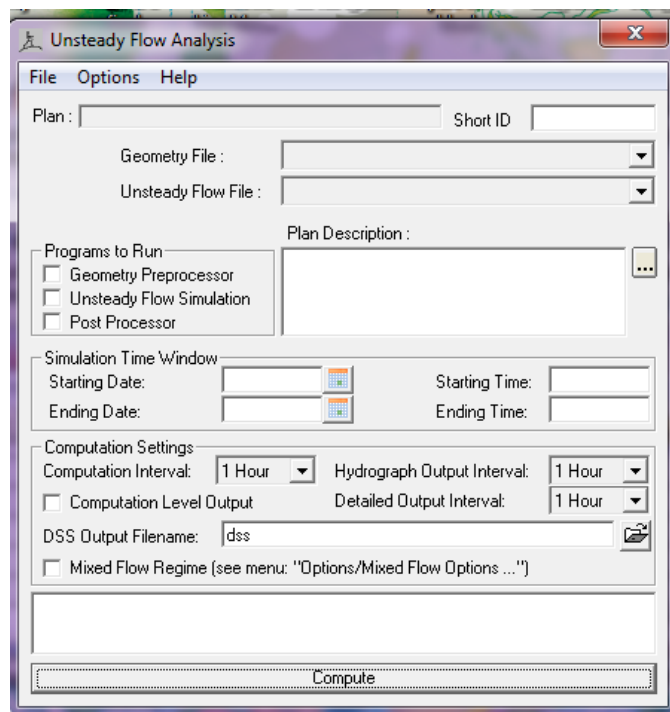 Unsteady Flow Analysis
X
File Options Help
Plan : Short ID
Geometry File :
Unsteady Flow File :
Plan Description :
Programs to Run
...
Geometry Preprocessor
Unsteady Flow Simulation
Post Processor
Simulation Time Window
Starting Date: Starting Time:
Ending Date: Ending Time:
Computation Settings
Computation Interval: 1 Hour Hydrograph Output Interval: 1 Hour
Computation Level Output Detailed Output Interval: 1 Hour
DSS Output Filename: dss
Mixed Flow Regime (see menu: "Options/Mixed Flow Options ...")
Compute